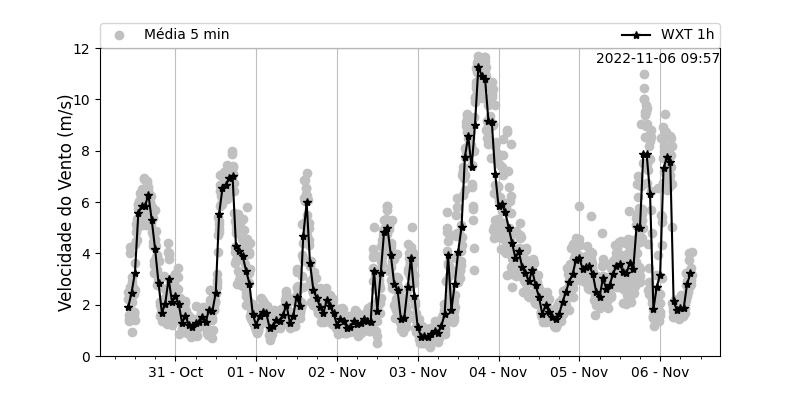 Média 5 min
WXT 1h
2022-11-06 09:57
Velocidade do Vento (m/s)
12
10
8
6
4
2
0
31 - Oct
01 - Nov
02 - Nov
03 - Nov
04 - Nov
05 - Nov
06 - Nov